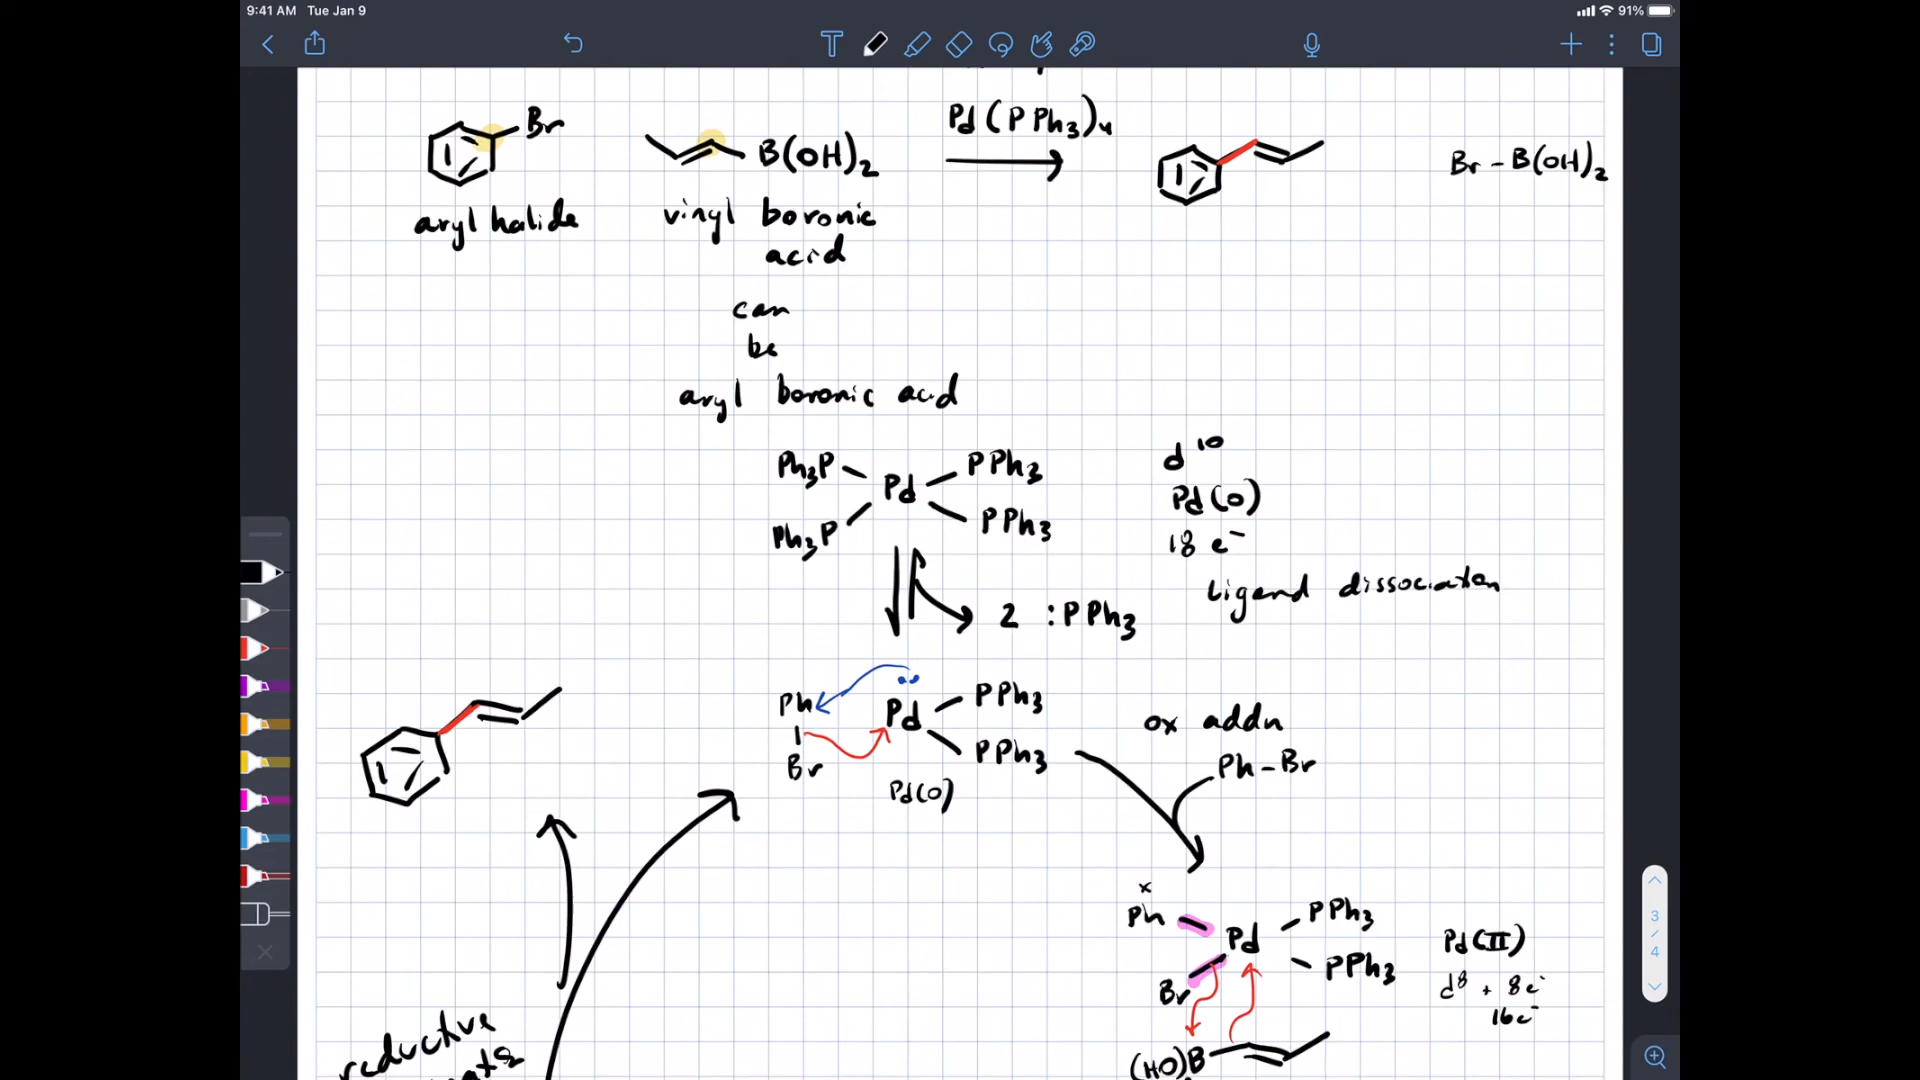 9:41 AM Tue Jan 9
91%
Pd(PPh3)4
Br
B(OH)2
Br - B(OH)2
aryl halide
vinyl boronic
acid
can
be
aryl boronic acid
Ph3P
Pd
PPh3
Ph3P
PPh3
d10
Pd(0)
18 e-
Ligand dissociation
2 :PPh3
Ph
Br
Pd
PPh3
PPh3
Pd(0)
ox addn
Ph-Br
x
Ph
Br
Pd
PPh3
PPh3
Pd(II)
d8 + 8e-
16e-
(HO)B
reductive
3
/
4